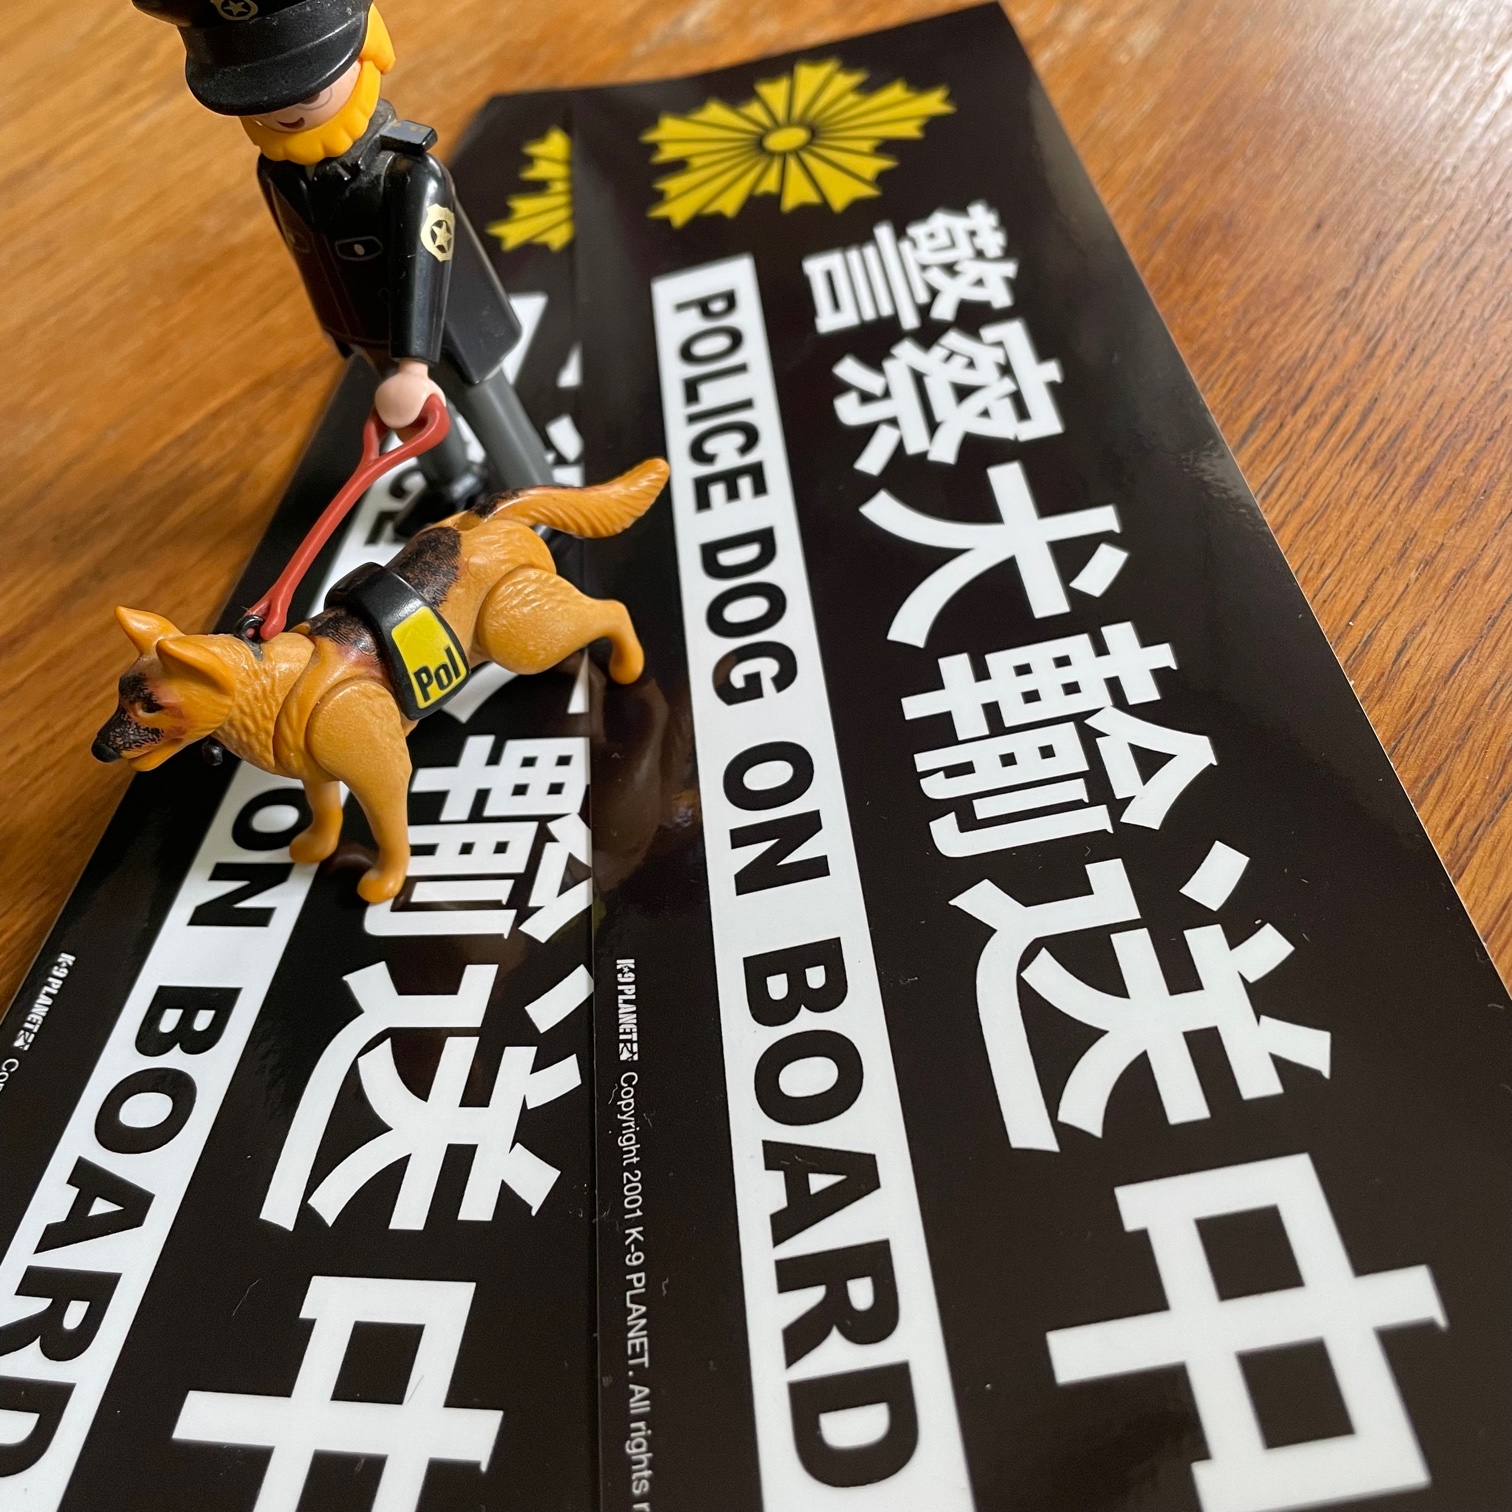 警察犬輸送中
POLICE DOG ON BOARD
K-9 PLANET Copyright 2001 K-9 PLANET. All rights
輸送中
ON BOARD
K-9 PLANET
Pol